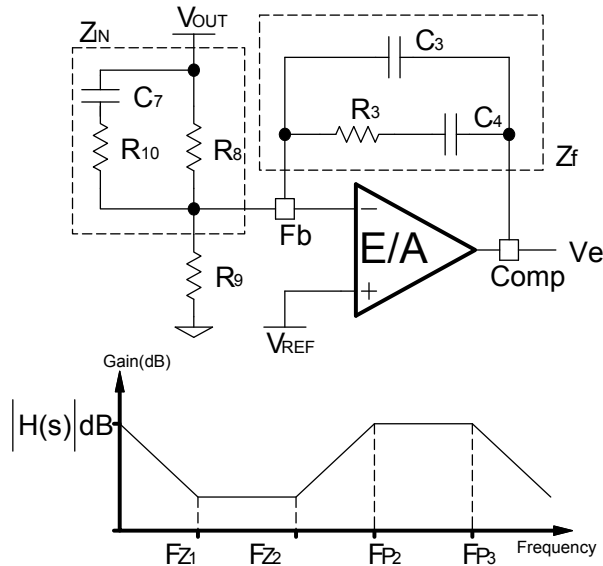 VOUT
ZIN
C3
C7
R3
C4
R10
R8
Zf
Fb
E/A
Ve
Comp
R9
VREF
Gain(dB)
|H(s)|dB
FZ1
FZ2
FP2
FP3
Frequency